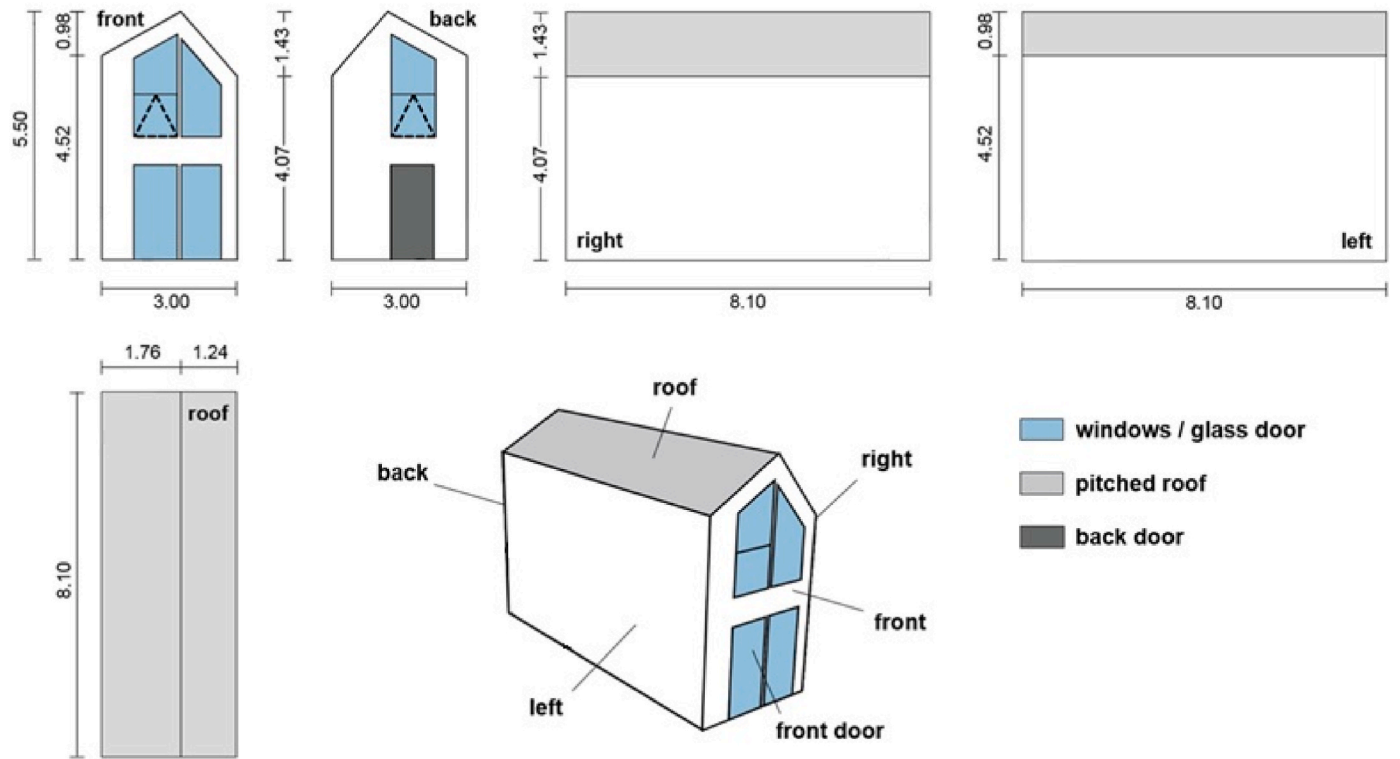 front
0.98
5.50
4.52
3.00
back
1.43
4.07
3.00
1.43
4.07
right
8.10
0.98
4.52
left
8.10
1.76
1.24
roof
8.10
roof
back
right
front
left
front door
windows / glass door
pitched roof
back door